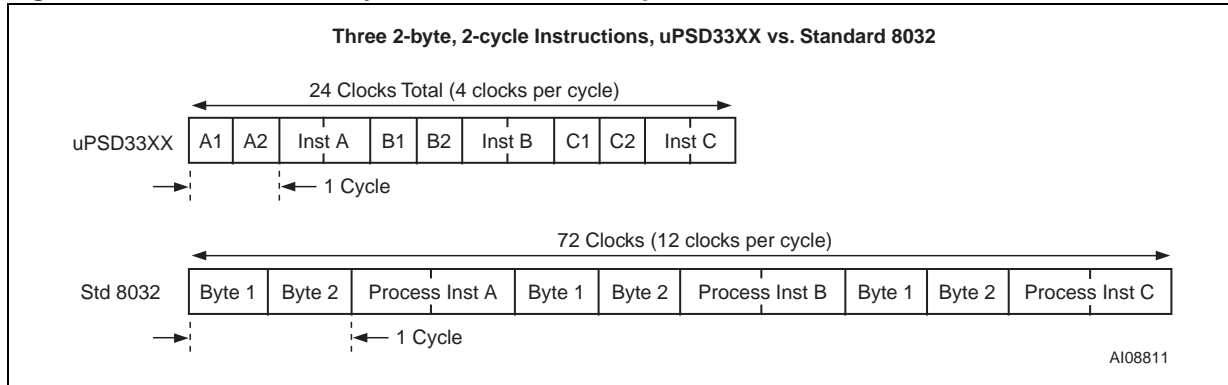 Three 2-byte, 2-cycle Instructions, uPSD33XX vs. Standard 8032
24 Clocks Total (4 clocks per cycle)
uPSD33XX A1 A2 Inst A B1 B2 Inst B C1 C2 Inst C
1 Cycle
72 Clocks (12 clocks per cycle)
Std 8032 Byte 1 Byte 2 Process Inst A Byte 1 Byte 2 Process Inst B Byte 1 Byte 2 Process Inst C
1 Cycle
AI08811